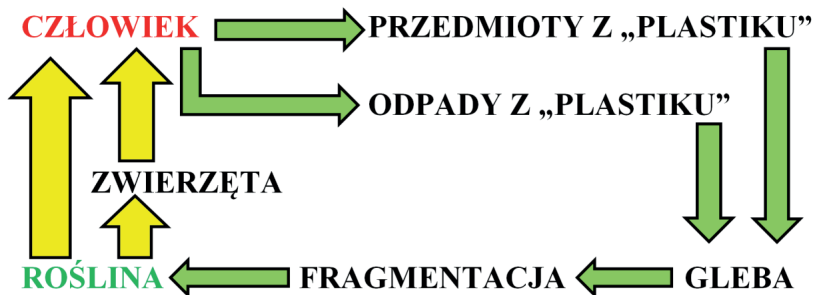 CZŁOWIEK PRZEDMIOTY Z „PLASTIKU”
ODPADY Z „PLASTIKU”
ZWIERZĘTA
ROŚLINA FRAGMENTACJA GLEBA